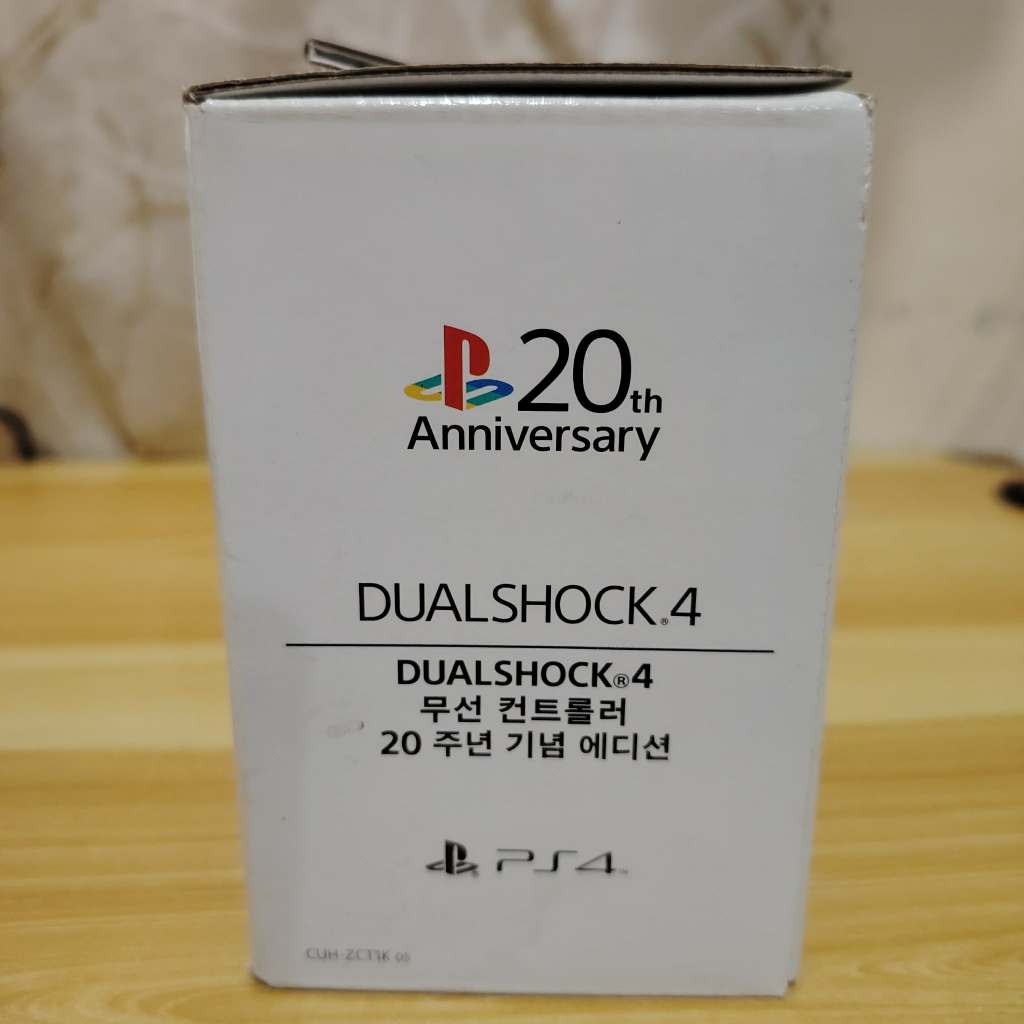 20th
Anniversary
DUALSHOCK®4
DUALSHOCK®4
무선 컨트롤러
20 주년 기념 에디션
PS4™